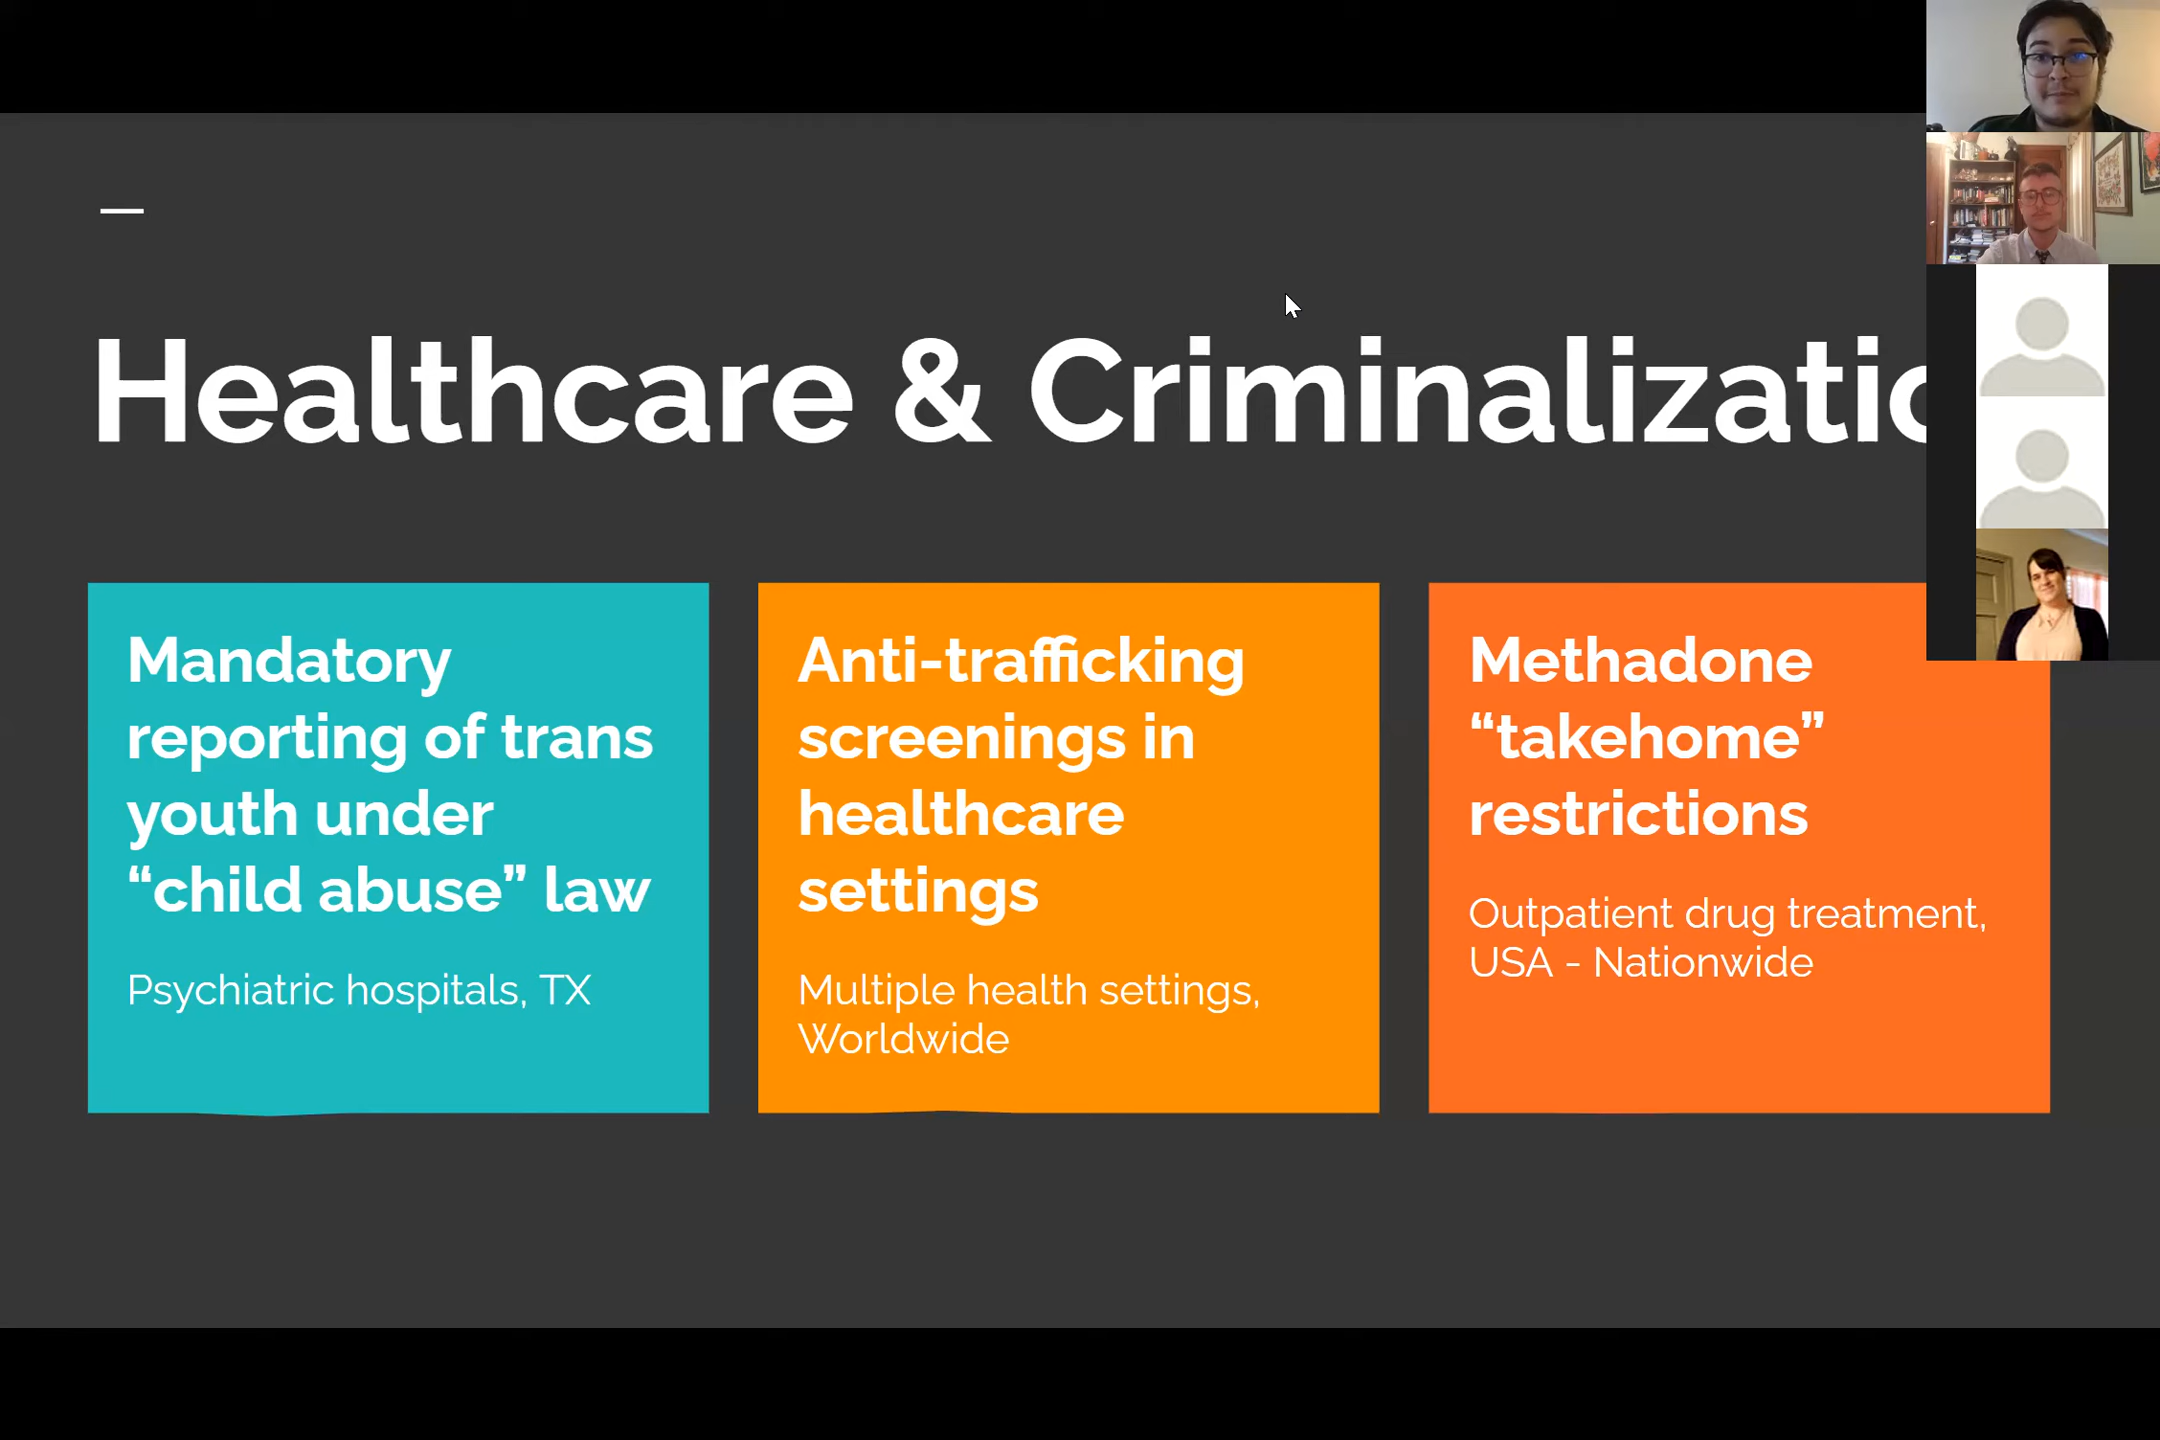 Healthcare & Criminalizatio
Mandatory
reporting of trans
youth under
“child abuse” law
Psychiatric hospitals, TX
Anti-trafficking
screenings in
healthcare
settings
Multiple health settings,
Worldwide
Methadone
“takehome”
restrictions
Outpatient drug treatment,
USA - Nationwide